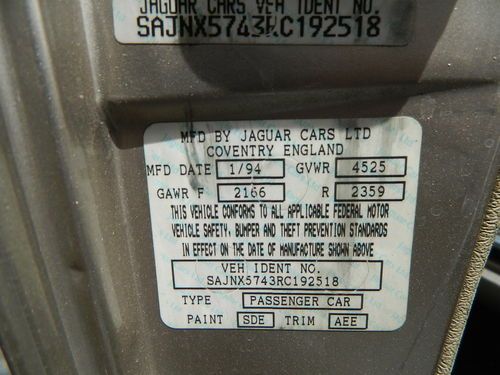 JAGUAR CARS VEH IDENT NO.
SAJNX5743RC192518
MFD BY JAGUAR CARS LTD
COVENTRY ENGLAND
MFD DATE 1/94 GVWR 4525
GAWR F 2166 R 2359
THIS VEHICLE CONFORMS TO ALL APPLICABLE FEDERAL MOTOR
VEHICLE SAFETY, BUMPER AND THEFT PREVENTION STANDARDS
IN EFFECT ON THE DATE OF MANUFACTURE SHOWN ABOVE
VEH IDENT NO.
SAJNX5743RC192518
TYPE PASSENGER CAR
PAINT SDE TRIM AEE